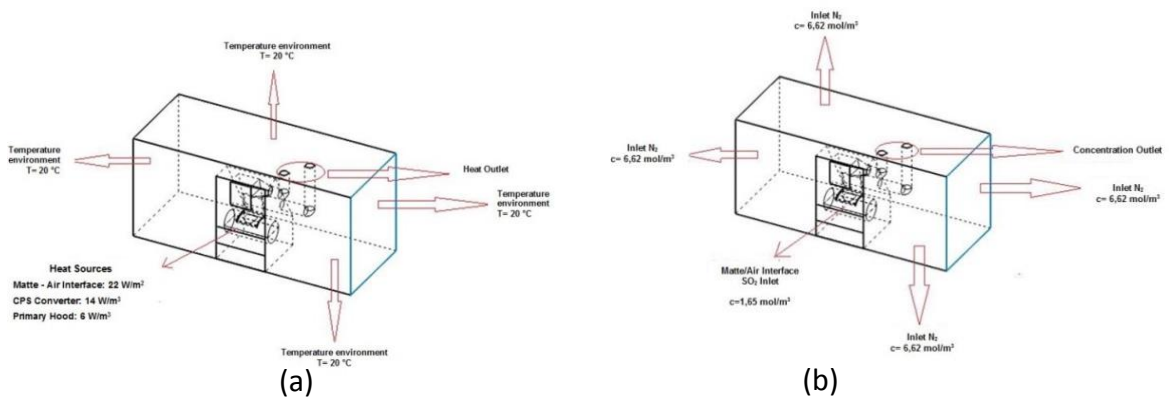 Temperature environment
T= 20 °C
Temperature
environment
T= 20 °C
Heat Outlet
Temperature
environment
T= 20 °C
Heat Sources
Matte - Air Interface: 22 W/m²
CPS Converter: 14 W/m³
Primary Hood: 6 W/m³
Temperature environment
T= 20 °C
(a)
Inlet N₂
c= 6,62 mol/m³
Inlet N₂
c= 6,62 mol/m³
Concentration Outlet
Inlet N₂
c= 6,62 mol/m³
Matte/Air Interface
SO₂ Inlet
c=1,65 mol/m³
Inlet N₂
c= 6,62 mol/m³
(b)